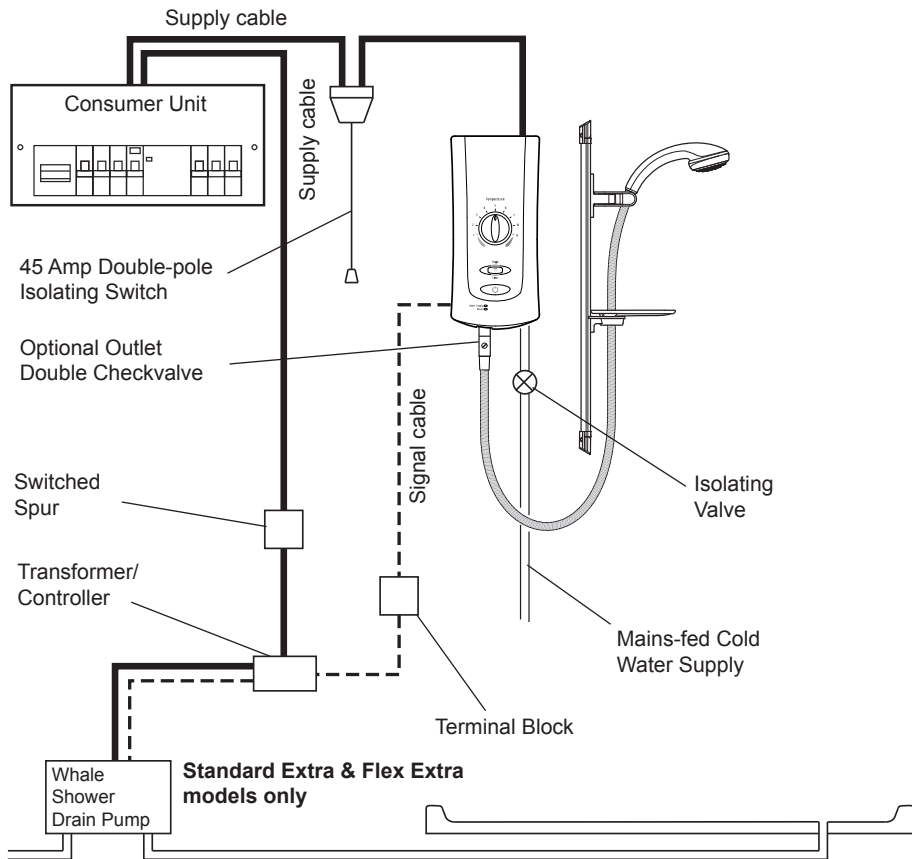 Supply cable
Consumer Unit
Supply cable
Temperature
45 Amp Double-pole
Isolating Switch
Optional Outlet
Double Checkvalve
Signal cable
Switched
Spur
Isolating
Valve
Transformer/
Controller
Mains-fed Cold
Water Supply
Terminal Block
Whale
Shower
Drain Pump
Standard Extra & Flex Extra
models only